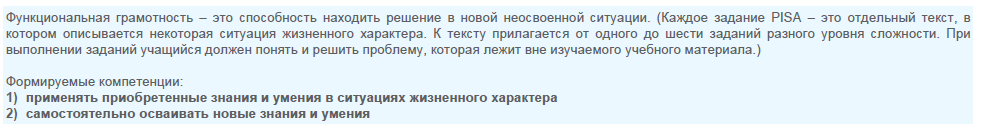 Функциональная грамотность – это способность находить решение в новой неосвоенной ситуации. (Каждое задание PISA – это отдельный текст, в
котором описывается некоторая ситуация жизненного характера. К тексту прилагается от одного до шести заданий разного уровня сложности. При
выполнении заданий учащийся должен понять и решить проблему, которая лежит вне изучаемого учебного материала.)
Формируемые компетенции:
1) применять приобретенные знания и умения в ситуациях жизненного характера
2) самостоятельно осваивать новые знания и умения